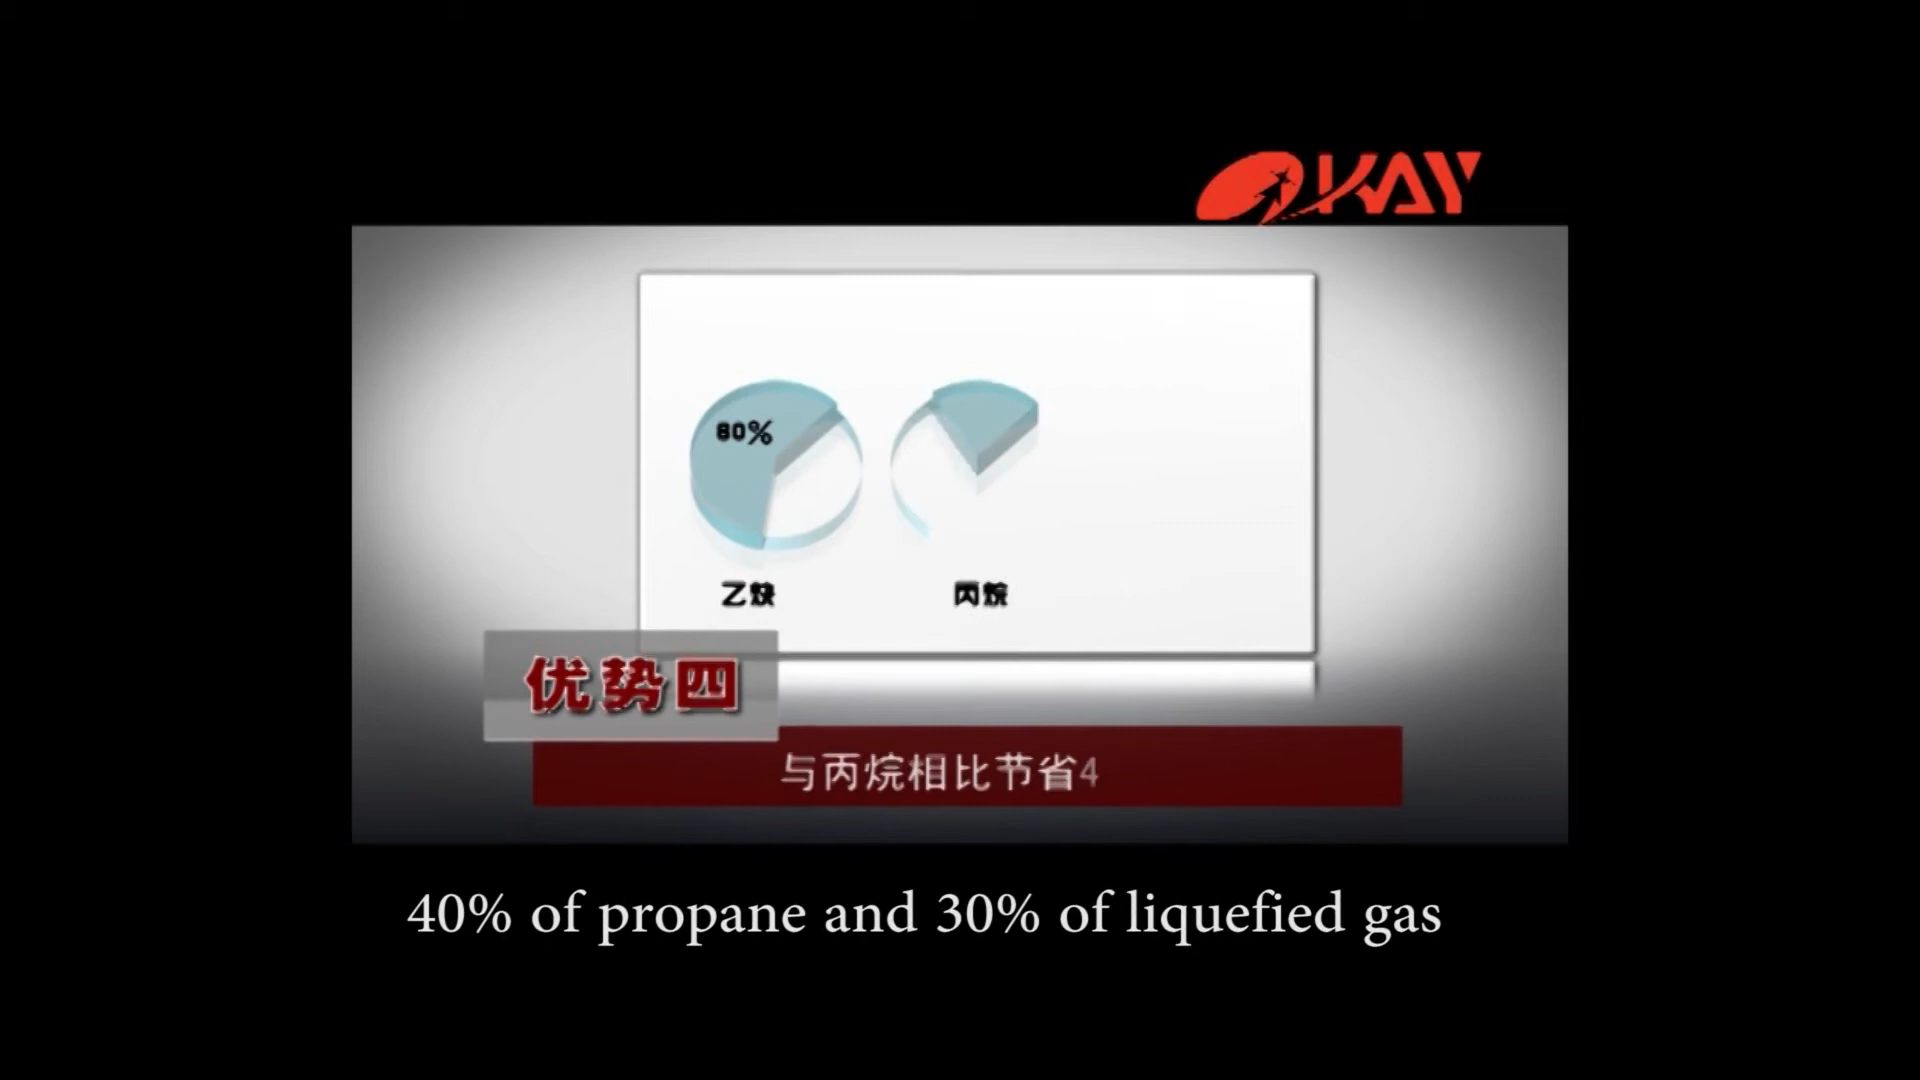 OKAY
80%
乙炔
丙烷
优势四
与丙烷相比节省4
40% of propane and 30% of liquefied gas